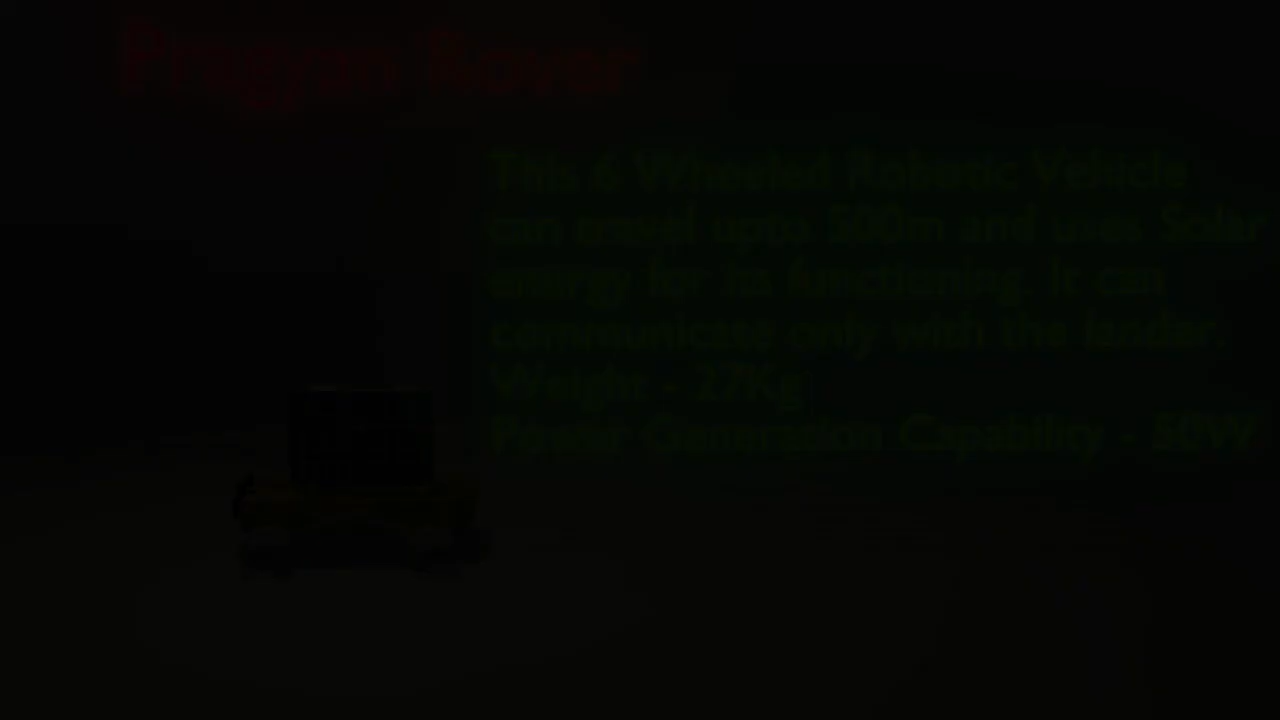 Pragyan Rover
This 6 Wheeled Robotic Vehicle
can travel upto 500m and uses Solar
energy for its functioning. It can
communicate only with the lander.
Weight - 27Kg
Power Generation Capability - 50W